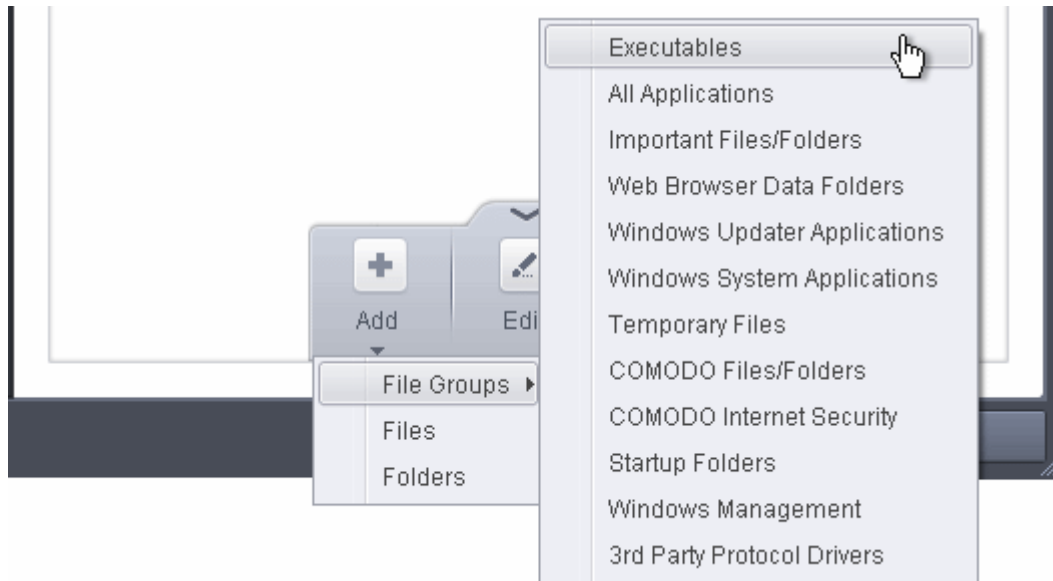 Executables
All Applications
Important Files/Folders
Web Browser Data Folders
Windows Updater Applications
Windows System Applications
Temporary Files
COMODO Files/Folders
COMODO Internet Security
Startup Folders
Windows Management
3rd Party Protocol Drivers
Add
Edi
File Groups
Files
Folders